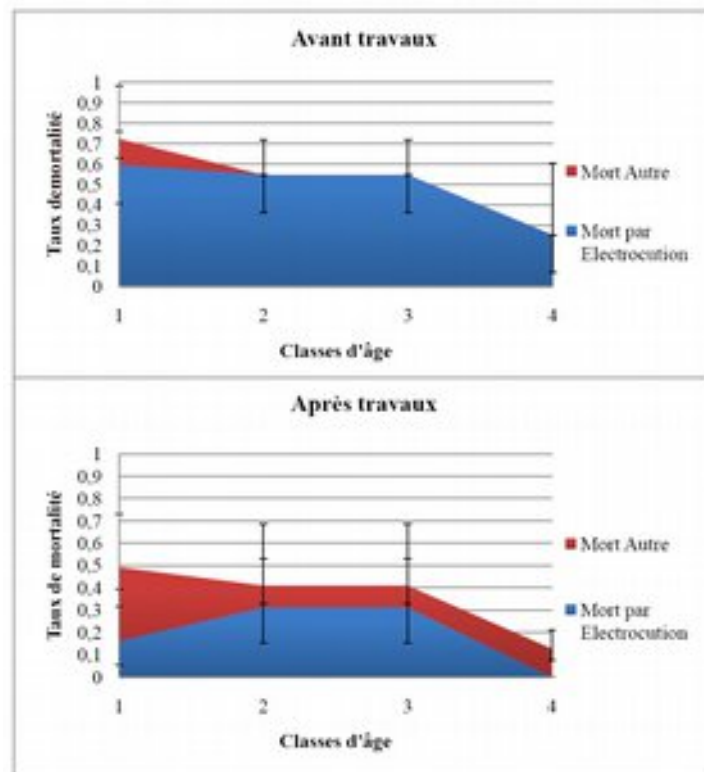 Avant travaux
Taux demortalité
1
0,9
0,8
0,7
0,6
0,5
0,4
0,3
0,2
0,1
0
1 2 3 4
Classes d'âge
Mort Autre
Mort par
Electrocution
Après travaux
Taux de mortalité
1
0,9
0,8
0,7
0,6
0,5
0,4
0,3
0,2
0,1
0
1 2 3 4
Classes d'âge
Mort Autre
Mort par
Electrocution